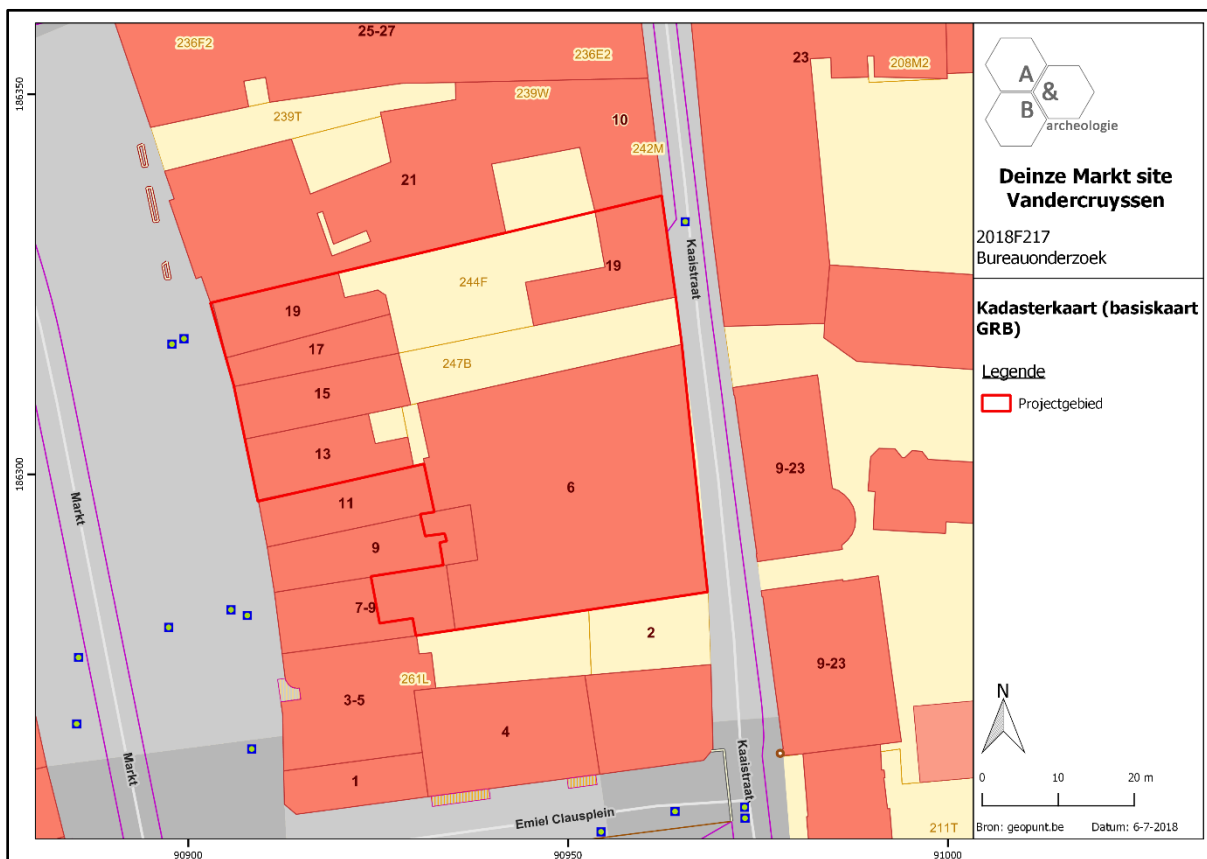 25-27
236F2
236E2
23
208M2
186350
239T
239W
10
242M
21
Kaaistraat
19
244F
19
17
247B
15
13
186300
11
6
9-23
9
Markt
7-9
2
261L
9-23
3-5
4
Markt
1
Kaaistraat
Emiel Clausplein
211T
90900
90950
91000
A
&
B
archeologie
Deinze Markt site
Vandercruyssen
2018F217
Bureauonderzoek
Kadasterkaart (basiskaart
GRB)
Legende
Projectgebied
N
0 10 20 m
Bron: geopunt.be Datum: 6-7-2018